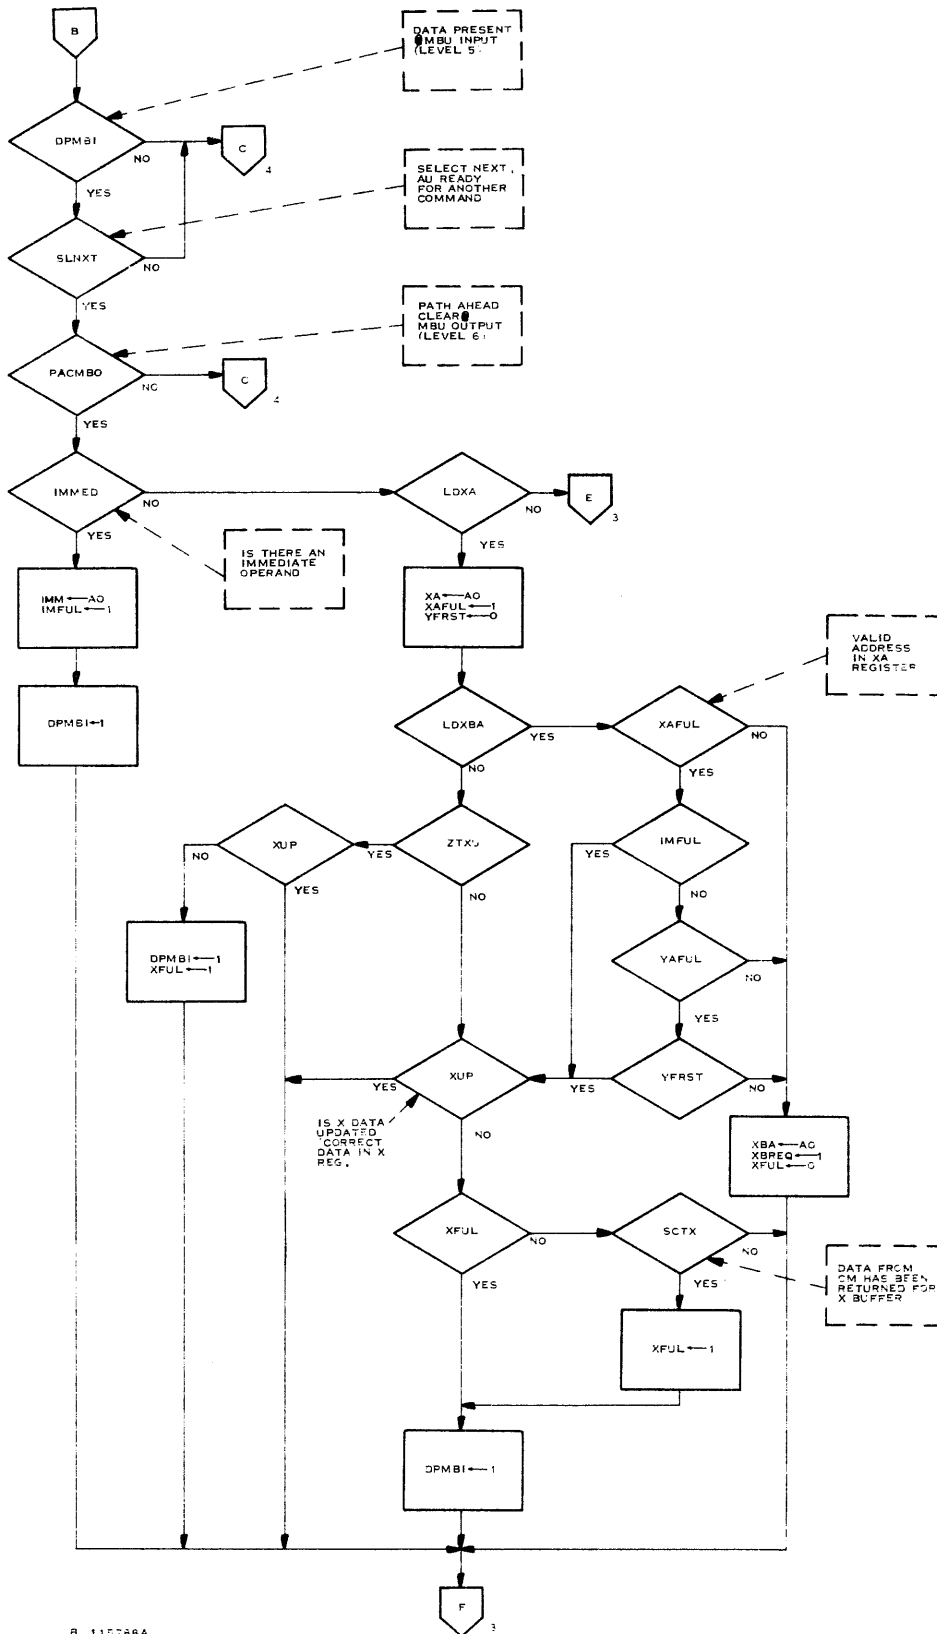 B
DATA PRESENT
@MBU INPUT
(LEVEL 5)
DPMBI
NO
C
4
YES
SELECT NEXT,
AU READY
FOR ANOTHER
COMMAND
SLNXT
NO
YES
PATH AHEAD
CLEAR@
MBU OUTPUT
(LEVEL 6)
PACMBO
NO
C
4
YES
IMMED
NO
LDXA
NO
E
3
YES
IS THERE AN
IMMEDIATE
OPERAND
YES
IMM←AO
IMFUL←1
XA←AO
XAFUL←1
YFRST←0
VALID
ADDRESS
IN XA
REGISTER
DPMBI←1
LDXBA
YES
XAFUL
NO
NO
YES
XUP
NO
YES
YES
ZTXU
NO
IMFUL
YES
NO
DPMBI←1
XFUL←1
YAFUL
NO
YES
XUP
YES
NO
YFRST
YES
NO
IS X DATA
UPDATED
CORRECT
DATA IN X
REG.
XBA←AO
XBREQ←1
XFUL←0
XFUL
NO
YES
SCTX
NO
YES
DATA FROM
CM HAS BEEN
RETURNED FOR
X BUFFER
XFUL←1
DPMBI←1
F
3